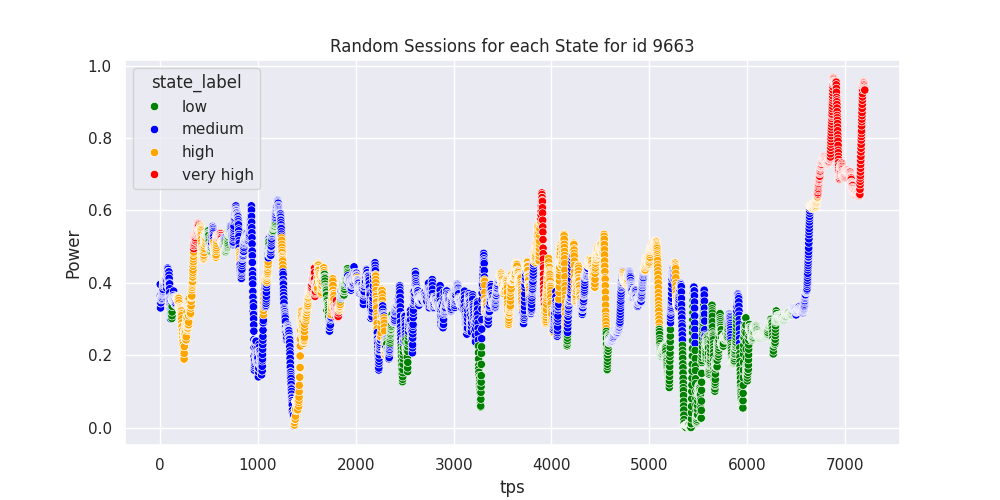 Random Sessions for each State for id 9663
state_label
low
medium
high
very high
Power
1.0
0.8
0.6
0.4
0.2
0.0
0 1000 2000 3000 4000 5000 6000 7000
tps